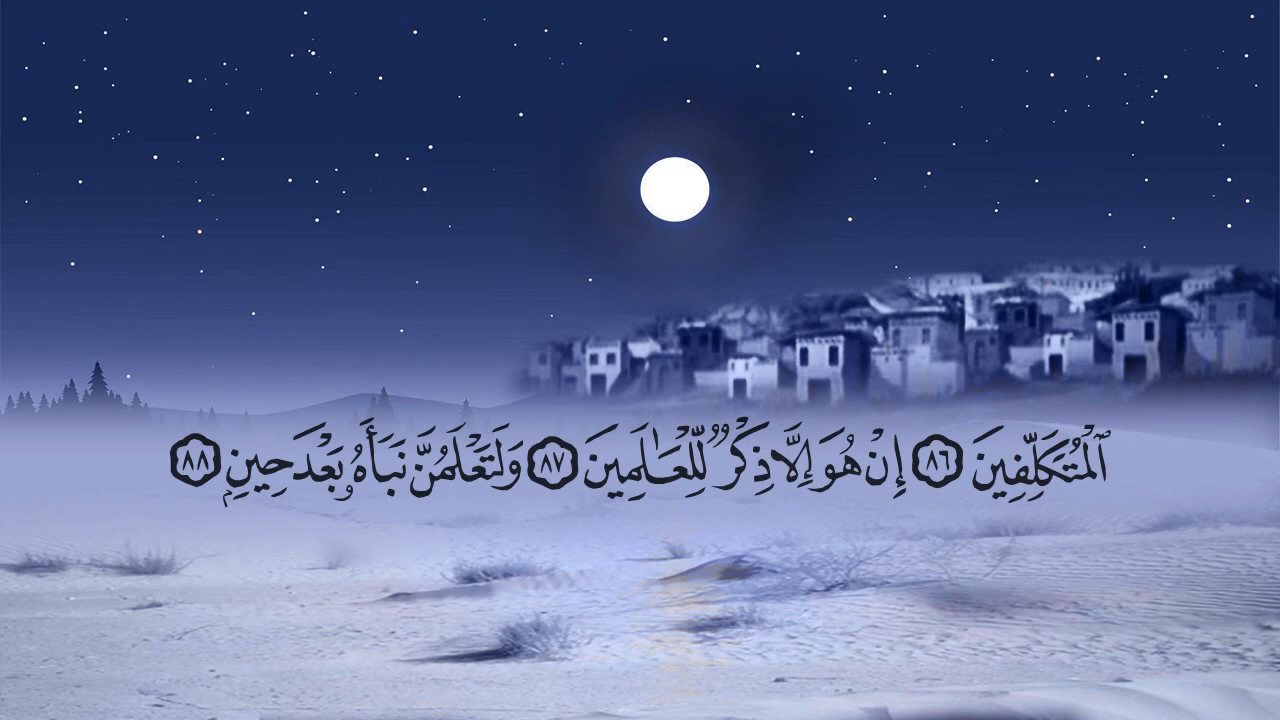 ٱلْمُتَكَلِّفِينَ ٨٦ إِنْ هُوَ إِلَّا ذِكْرٌ لِّلْعَـٰلَمِينَ ٨٧ وَلَتَعْلَمُنَّ نَبَأَهُۥ بَعْدَ حِينِۭ ٨٨